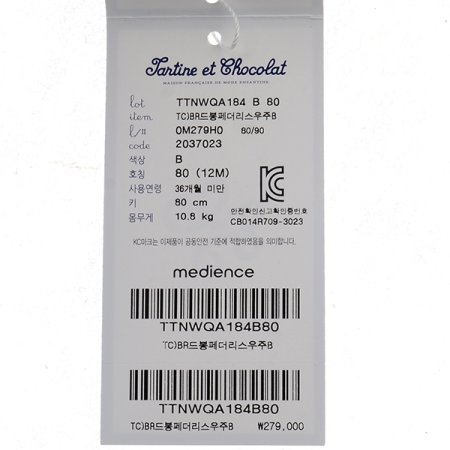 Tartine et Chocolat
MAISON FRANÇAISE DE MODE ENFANTINE
lot TTNWQA184 B 80
item TC)BR드봉페더리스우주B
l/# 0M279H0 80/90
code 2037023
색상 B
호칭 80 (12M)
사용연령 36개월 미만
키 80 cm
몸무게 10.8 kg
안전확인신고확인증번호
CB014R709-3023
KC마크는 이제품이 공통안전 기준에 적합하였음을 의미합니다
medience
TTNWQA184B80
TC)BR드봉페더리스우주B
TTNWQA184B80
TC)BR드봉페더리스우주B ₩279,000